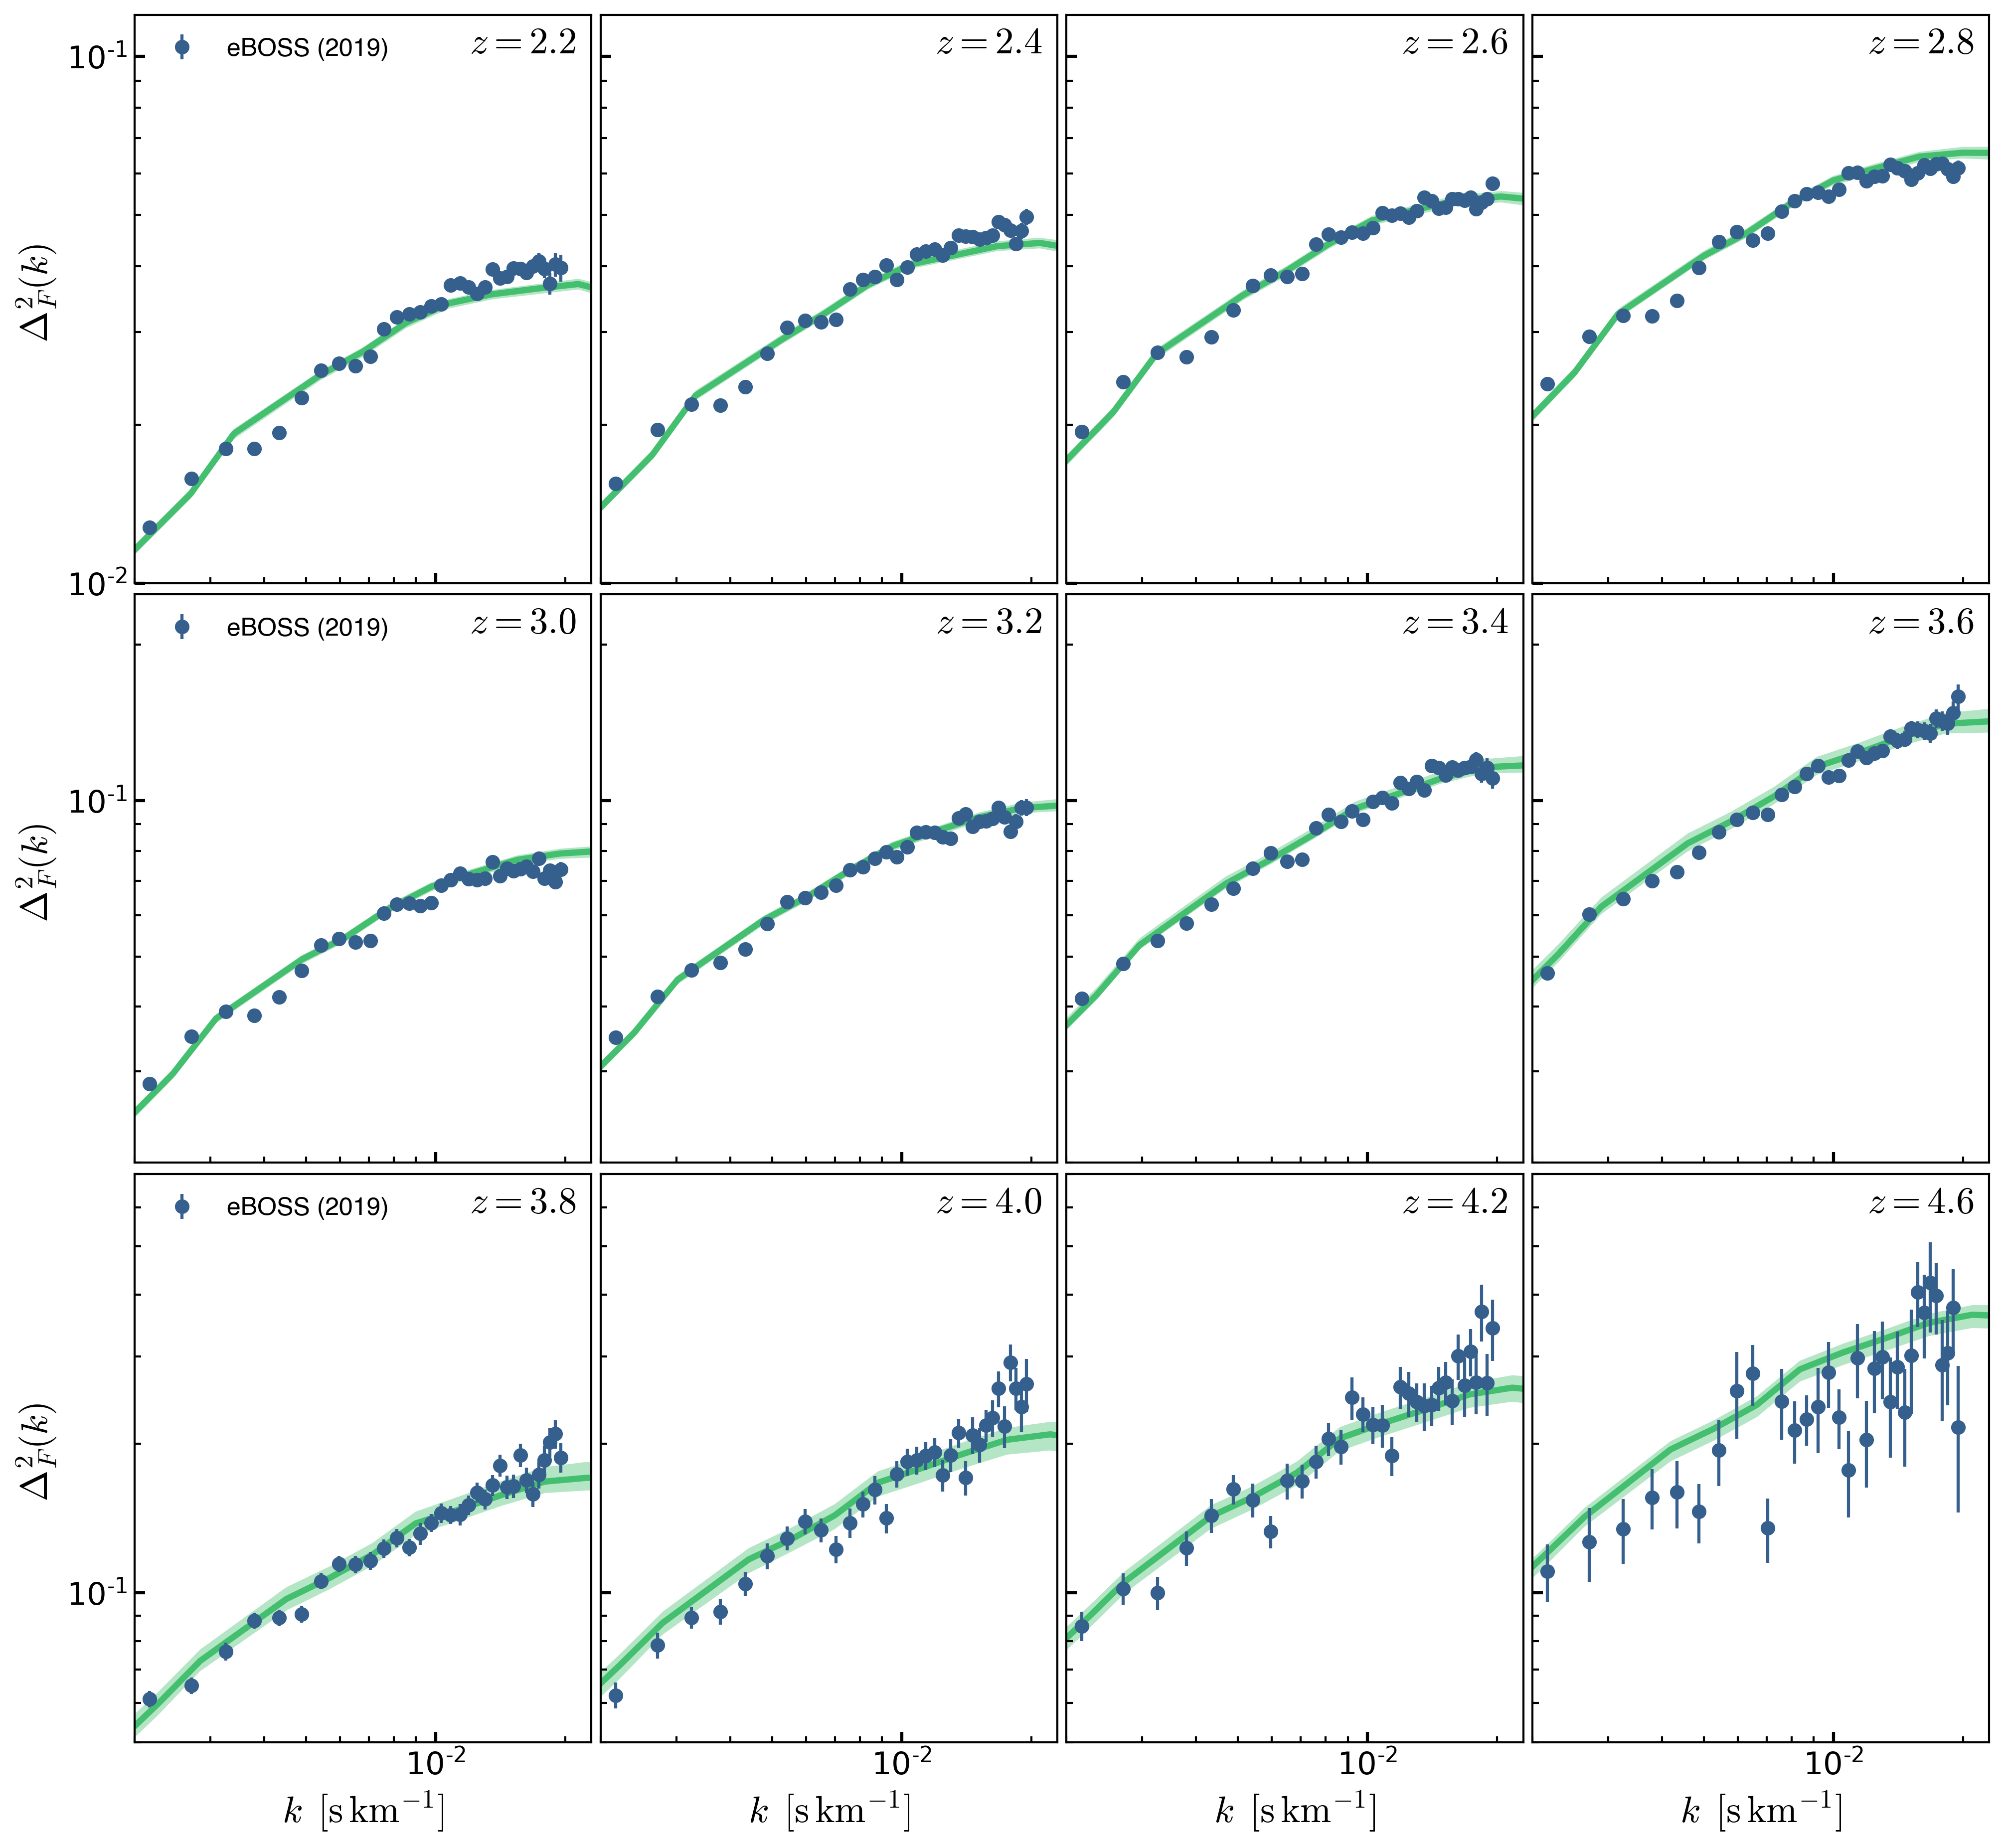 eBOSS (2019)
z = 2.2
z = 2.4
z = 2.6
z = 2.8
10⁻¹
Δ²_F(k)
10⁻²
eBOSS (2019)
z = 3.0
z = 3.2
z = 3.4
z = 3.6
Δ²_F(k)
10⁻¹
eBOSS (2019)
z = 3.8
z = 4.0
z = 4.2
z = 4.6
Δ²_F(k)
10⁻¹
10⁻²
10⁻²
10⁻²
10⁻²
k [s km⁻¹]
k [s km⁻¹]
k [s km⁻¹]
k [s km⁻¹]